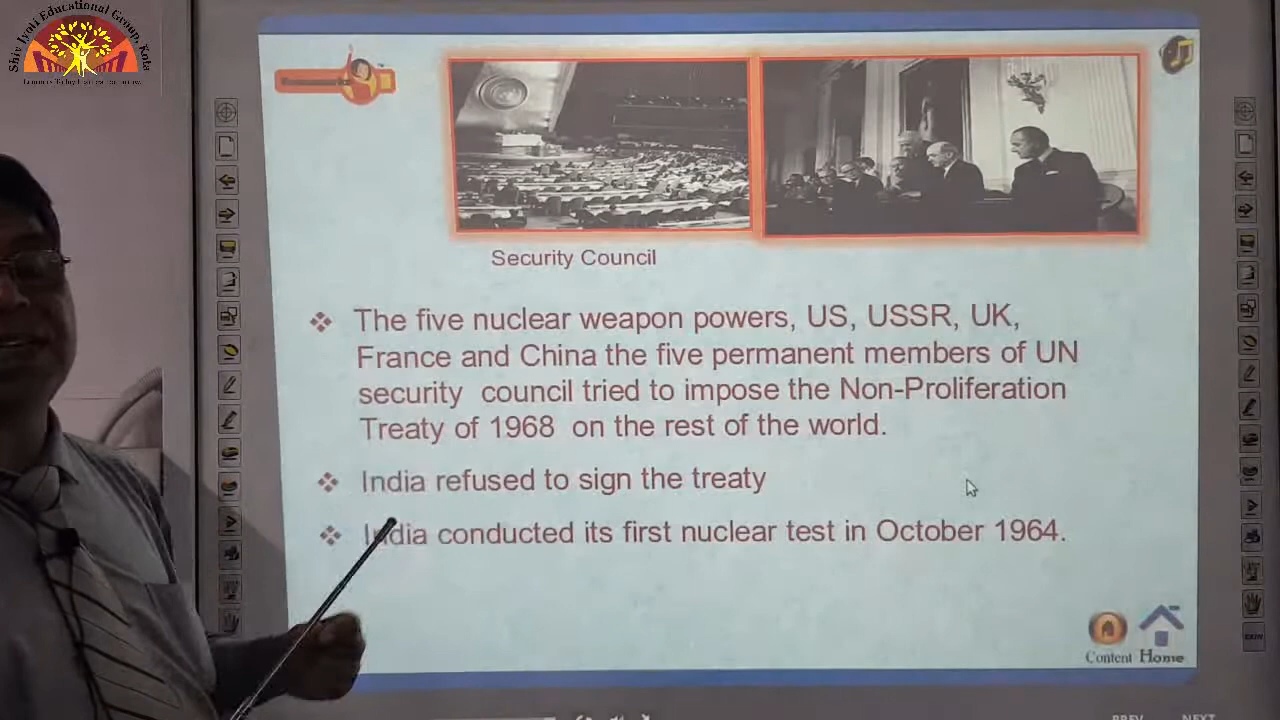 Shiv Jyoti Educational Group, Kota
Security Council
❖ The five nuclear weapon powers, US, USSR, UK,
France and China the five permanent members of UN
security council tried to impose the Non-Proliferation
Treaty of 1968 on the rest of the world.
❖ India refused to sign the treaty
❖ India conducted its first nuclear test in October 1964.
Content Home
PREV NEXT